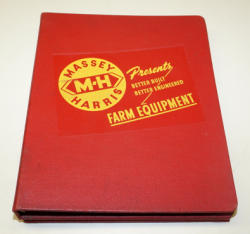 MASSEY
M-H
HARRIS
Presents
BETTER BUILT
BETTER ENGINEERED
FARM EQUIPMENT